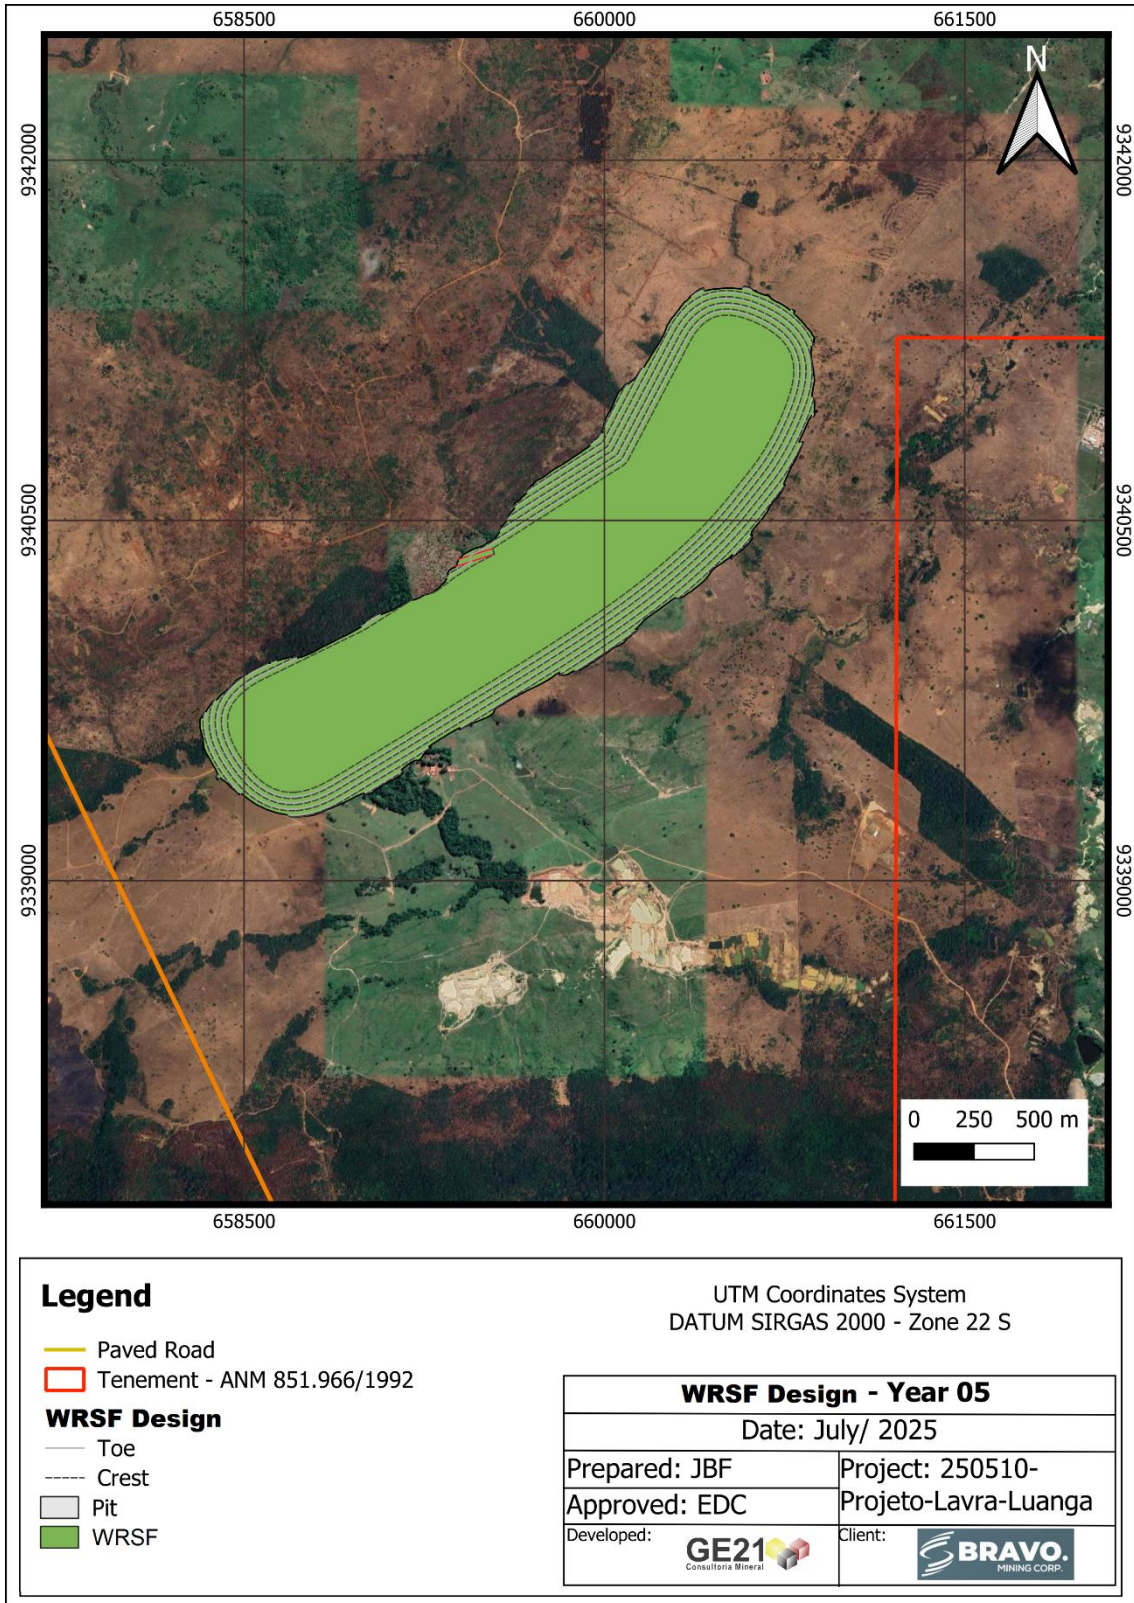 658500 660000 661500
N
9342000 9342000
9340500 9340500
9339000 9339000
0 250 500 m
658500 660000 661500
Legend
Paved Road
Tenement - ANM 851.966/1992
WRSF Design
Toe
Crest
Pit
WRSF
UTM Coordinates System
DATUM SIRGAS 2000 - Zone 22 S
WRSF Design - Year 05
Date: July/ 2025
Prepared: JBF
Approved: EDC
Project: 250510-
Projeto-Lavra-Luanga
Developed:
GE21
Consultoria Mineral
Client:
BRAVO.
MINING CORP.